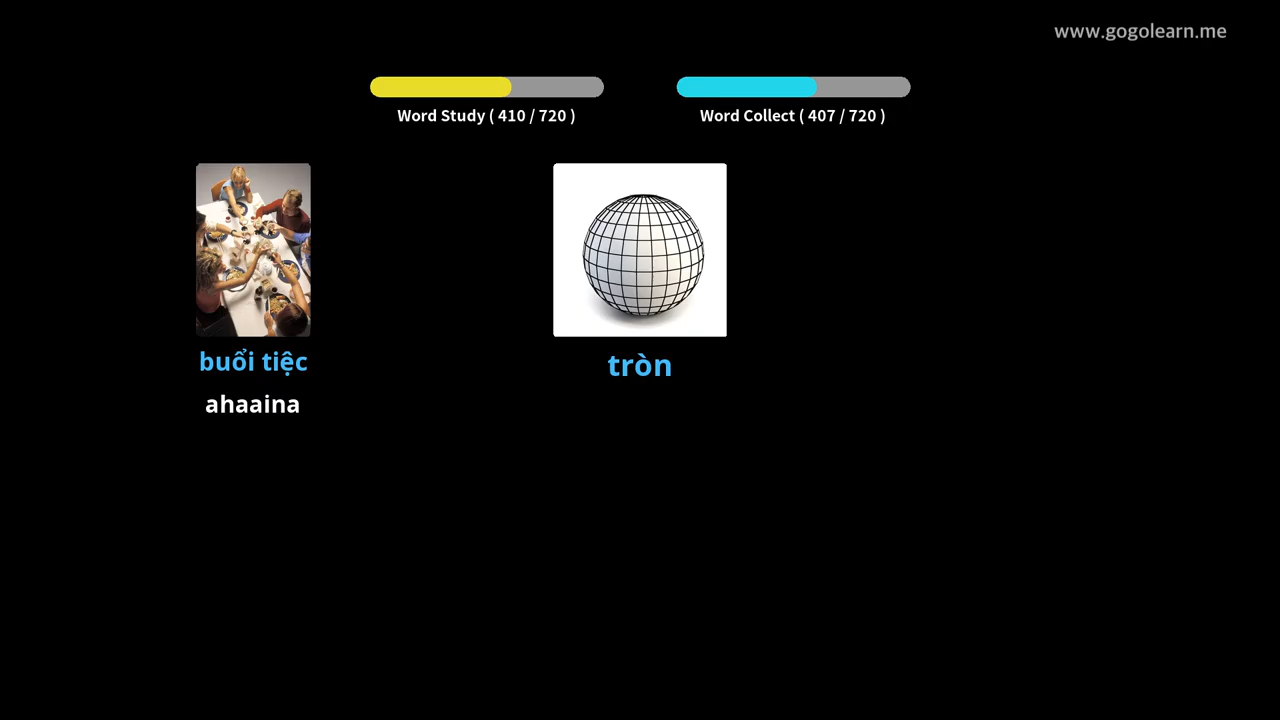 www.gogolearn.me
Word Study ( 410 / 720 )
Word Collect ( 407 / 720 )
buổi tiệc
ahaaina
tròn